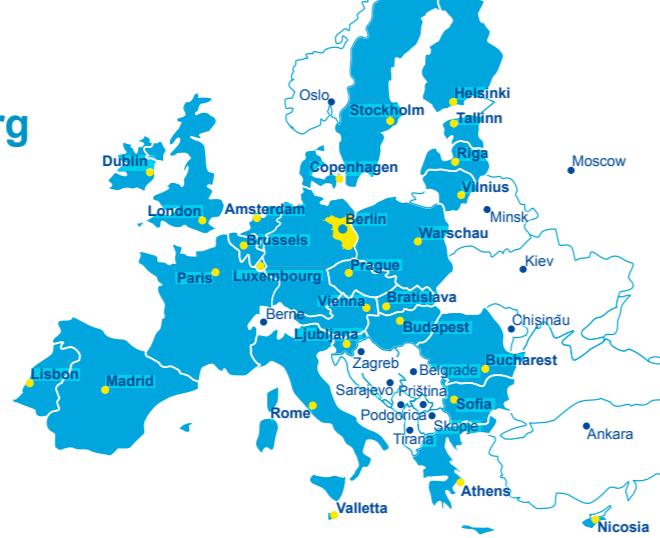 rg
Oslo
Helsinki
Stockholm
Tallinn
Riga
Dublin
Copenhagen
Moscow
Vilnius
London
Amsterdam
Minsk
Berlin
Brussels
Warschau
Kiev
Prague
Paris
Luxembourg
Vienna
Bratislava
Berne
Chişinău
Budapest
Ljubljana
Zagreb
Bucharest
Belgrade
Lisbon
Madrid
Sarajevo
Priština
Sofia
Rome
Podgorica
Skopje
Ankara
Tirana
Athens
Valletta
Nicosia